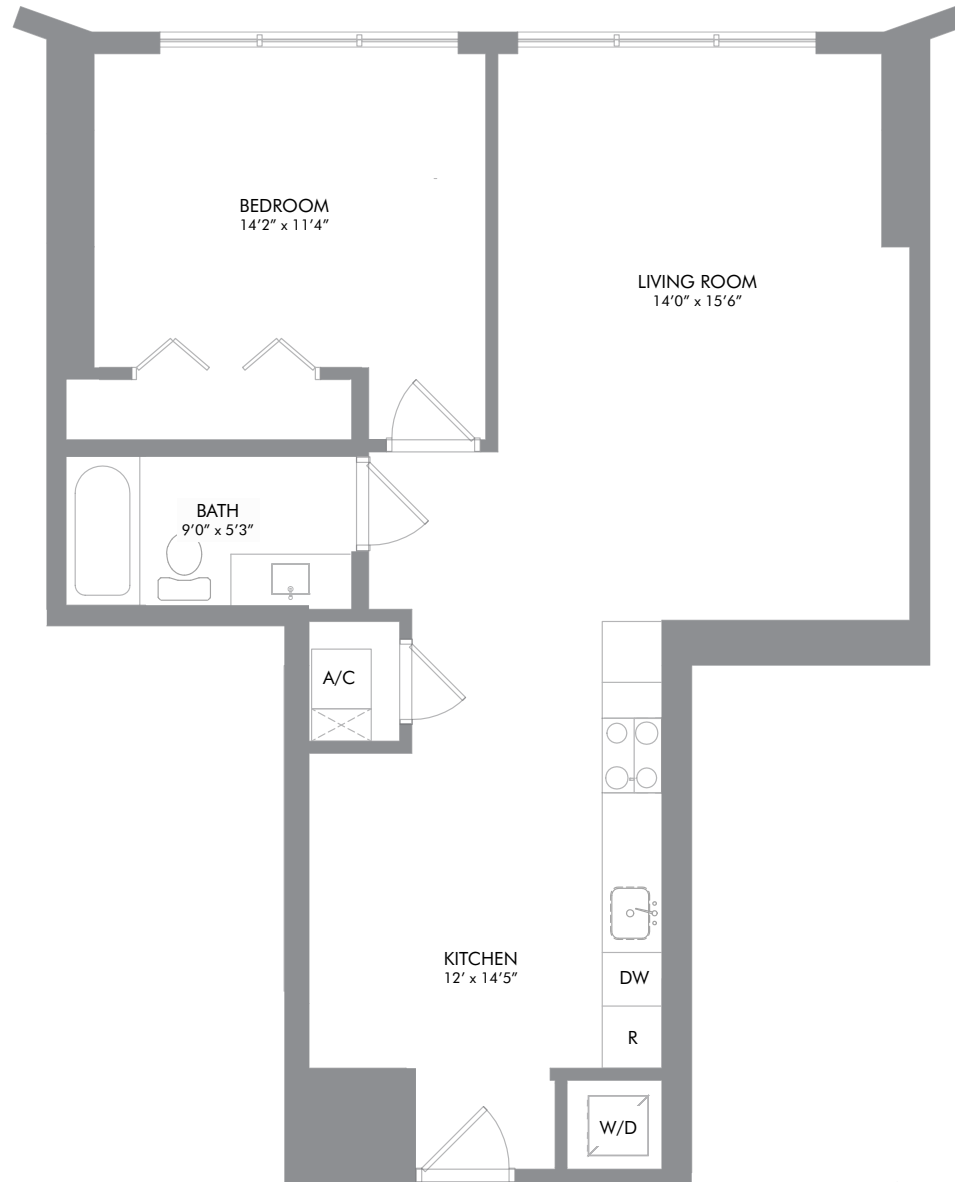 BEDROOM
14’2” x 11’4”
LIVING ROOM
14’0” x 15’6”
BATH
9’0” x 5’3”
A/C
KITCHEN
12’ x 14’5”
DW
R
W/D